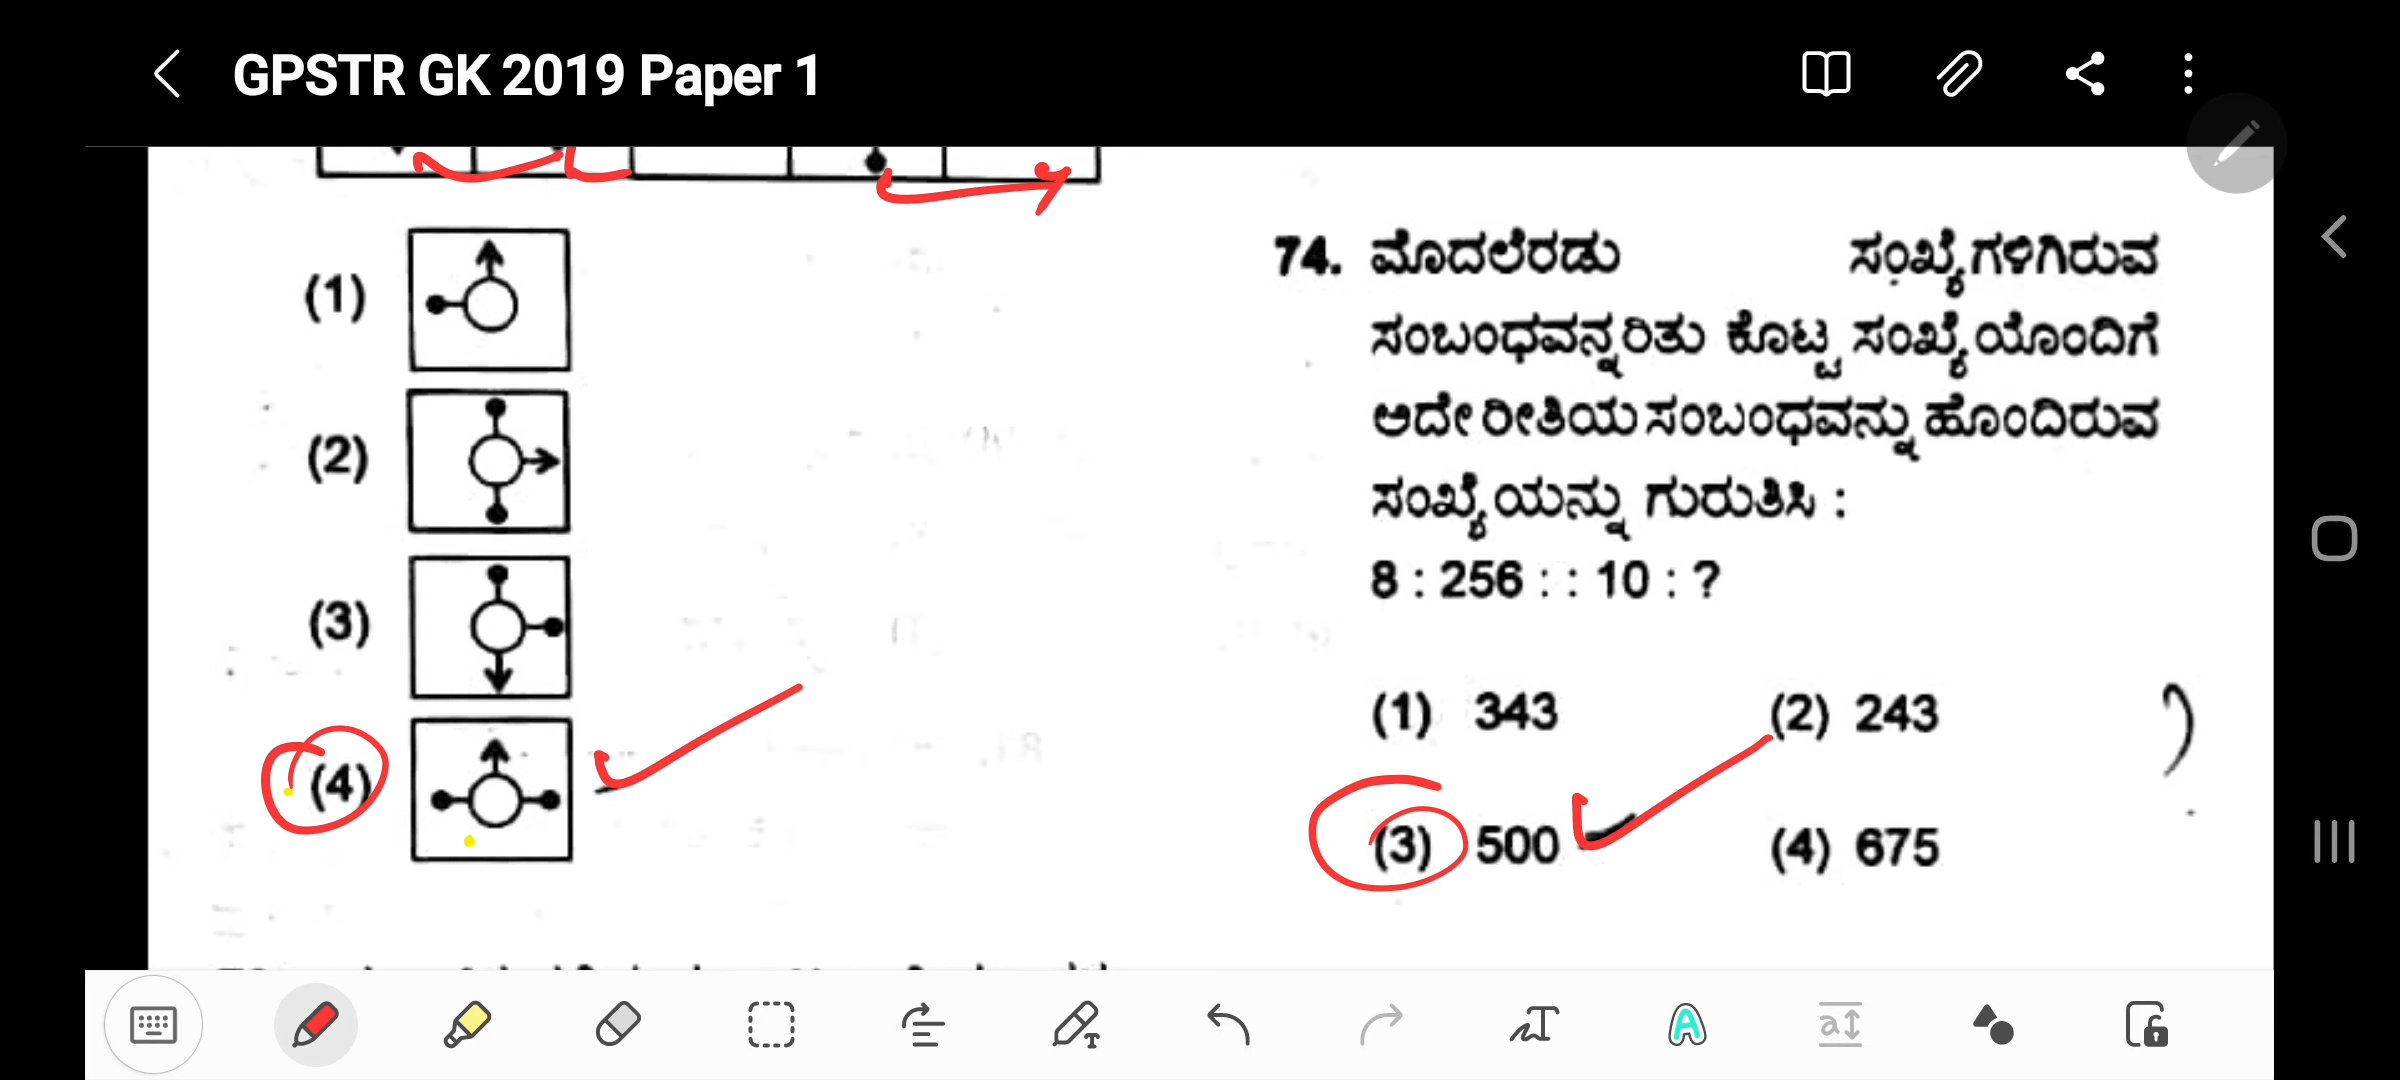 GPSTR GK 2019 Paper 1
(1)
(2)
(3)
(4)
74. ಮೊದಲೆರಡು ಸಂಖ್ಯೆಗಳಿಗಿರುವ
ಸಂಬಂಧವನ್ನರಿತು ಕೊಟ್ಟ ಸಂಖ್ಯೆಯೊಂದಿಗೆ
ಅದೇ ರೀತಿಯ ಸಂಬಂಧವನ್ನು ಹೊಂದಿರುವ
ಸಂಖ್ಯೆಯನ್ನು ಗುರುತಿಸಿ :
8 : 256 : : 10 : ?
(1) 343 (2) 243
(3) 500 (4) 675